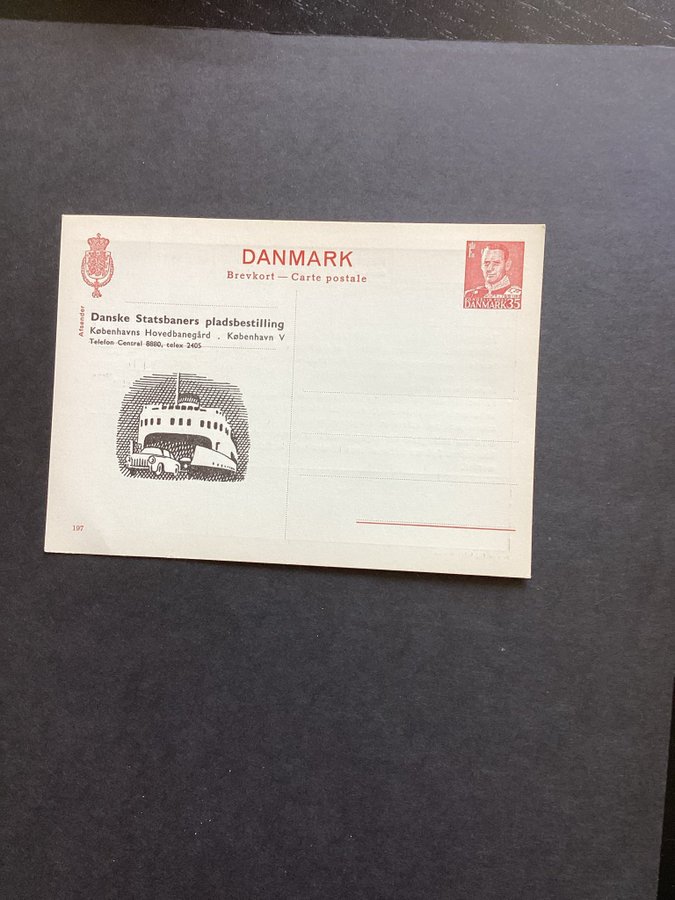 DANMARK
Brevkort — Carte postale
DANMARK 35
Afsender
Danske Statsbaners pladsbestilling
Københavns Hovedbanegård . København V
Telefon Central 8880, telex 2405
197